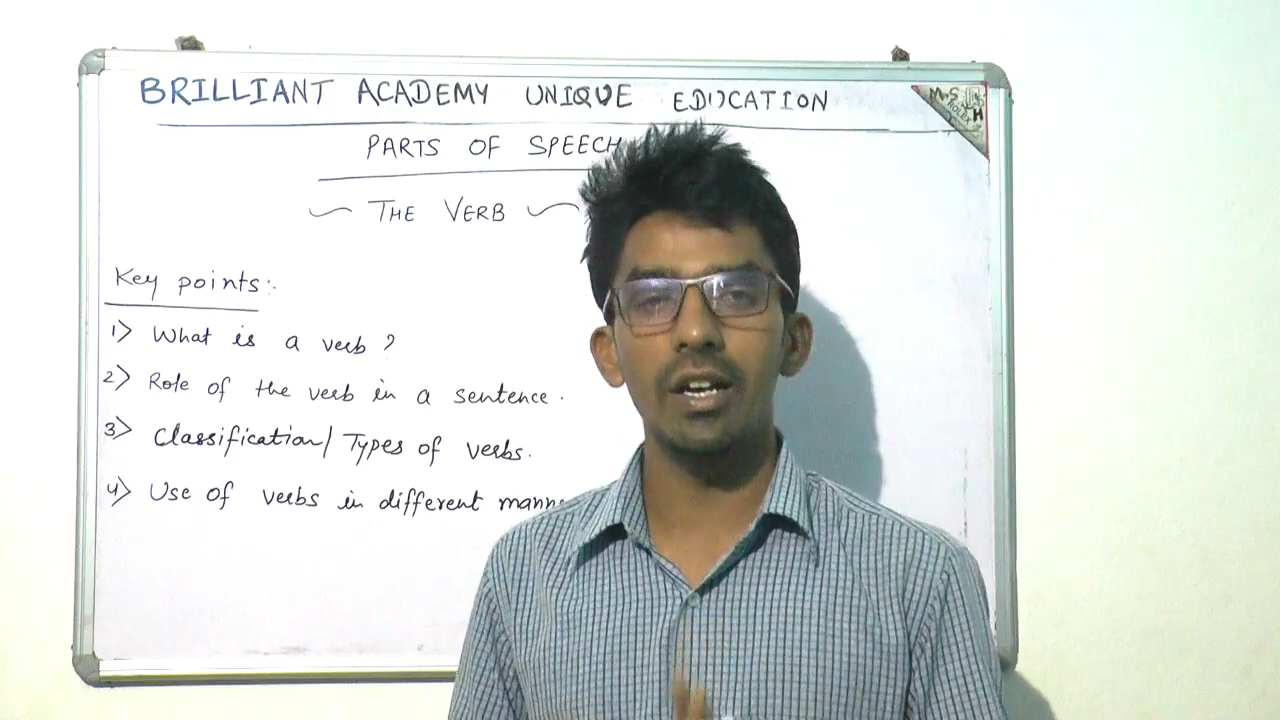 BRILLIANT ACADEMY UNIQUE EDUCATION
M.S
PARTS OF SPEECH
~ THE VERB ~
Key points:-
1> What is a verb ?
2> Role of the verb in a sentence.
3> Classification/ Types of verbs.
4> Use of verbs in different